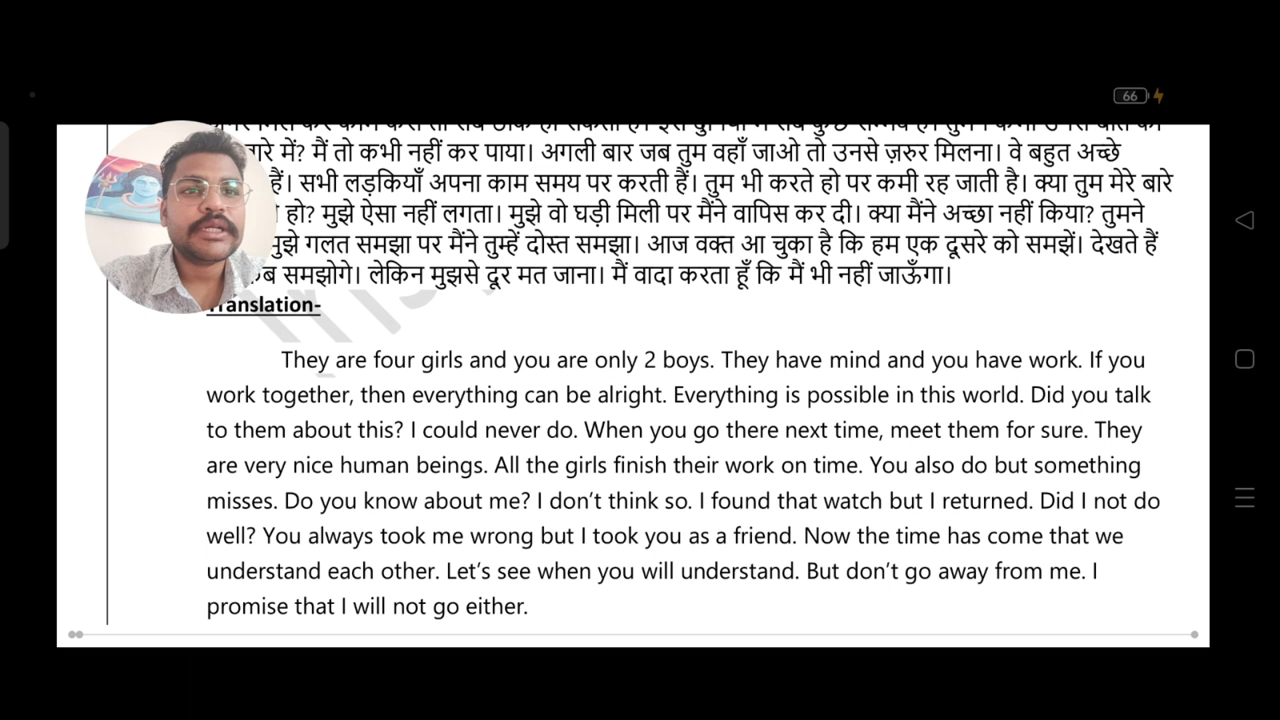 66
गरे में? मैं तो कभी नहीं कर पाया। अगली बार जब तुम वहाँ जाओ तो उनसे ज़रुर मिलना। वे बहुत अच्छे
हैं। सभी लड़कियाँ अपना काम समय पर करती हैं। तुम भी करते हो पर कमी रह जाती है। क्या तुम मेरे बारे
हो? मुझे ऐसा नहीं लगता। मुझे वो घड़ी मिली पर मैंने वापिस कर दी। क्या मैंने अच्छा नहीं किया? तुमने
मुझे गलत समझा पर मैंने तुम्हें दोस्त समझा। आज वक्त आ चुका है कि हम एक दूसरे को समझें। देखते हैं
समझोगे। लेकिन मुझसे दूर मत जाना। मैं वादा करता हूँ कि मैं भी नहीं जाऊँगा।
Translation-
They are four girls and you are only 2 boys. They have mind and you have work. If you
work together, then everything can be alright. Everything is possible in this world. Did you talk
to them about this? I could never do. When you go there next time, meet them for sure. They
are very nice human beings. All the girls finish their work on time. You also do but something
misses. Do you know about me? I don’t think so. I found that watch but I returned. Did I not do
well? You always took me wrong but I took you as a friend. Now the time has come that we
understand each other. Let’s see when you will understand. But don’t go away from me. I
promise that I will not go either.